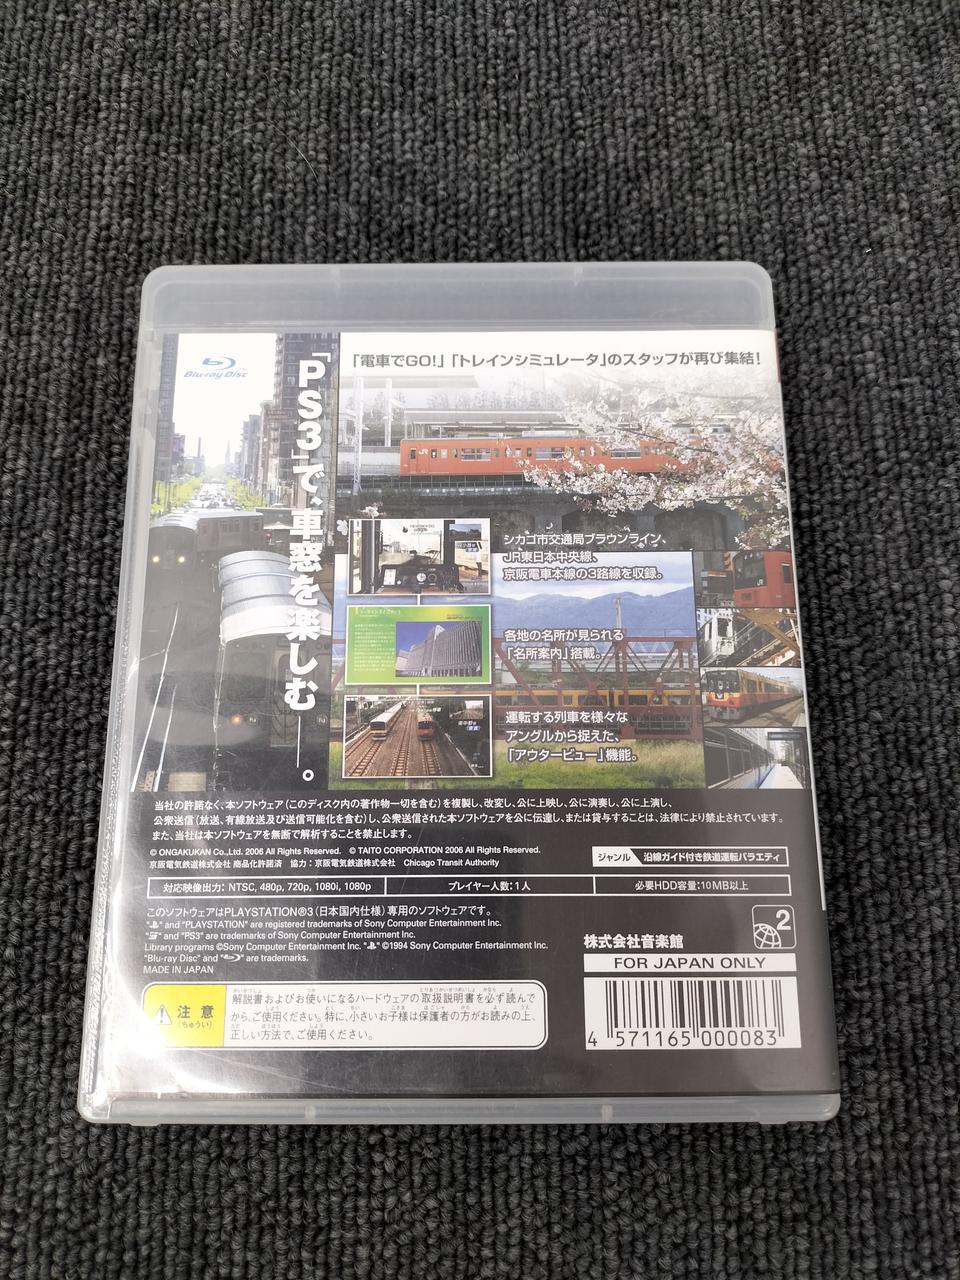 Blu-ray Disc
「PS3」で、車窓を楽しむ――。
「電車でGO!」「トレインシミュレータ」のスタッフが再び集結!
JR
シカゴ市交通局ブラウンライン、
JR東日本中央線、
京阪電車本線の3路線を収録。
各地の名所が見られる
「名所案内」搭載。
運転する列車を様々な
アングルから捉えた、
「アウタービュー」機能。
当社の許諾なく、本ソフトウェア(このディスク内の著作物一切を含む)を複製し、改変し、公に上映し、公に演奏し、公に上演し、
公衆送信(放送、有線放送及び送信可能化を含む)し、公衆送信された本ソフトウェアを公に伝達し、または貸与することは、法律により禁止されています。
また、当社は本ソフトウェアを無断で解析することを禁止します。
© ONGAKUKAN Co.,Ltd. 2006 All Rights Reserved. © TAITO CORPORATION 2006 All Rights Reserved.
京阪電気鉄道株式会社 商品化許諾済 協力:京阪電気鉄道株式会社 Chicago Transit Authority
ジャンル 沿線ガイド付き鉄道運転バラエティ
対応映像出力: NTSC, 480p, 720p, 1080i, 1080p プレイヤー人数:1人 必要HDD容量:10MB以上
このソフトウェアはPLAYSTATION®3(日本国内仕様)専用のソフトウェアです。
" " and "PLAYSTATION" are registered trademarks of Sony Computer Entertainment Inc.
" " and "PS3" are trademarks of Sony Computer Entertainment Inc.
Library programs ©Sony Computer Entertainment Inc. " " ©1994 Sony Computer Entertainment Inc.
"Blu-ray Disc" and " " are trademarks.
MADE IN JAPAN
2
株式会社音楽館
FOR JAPAN ONLY
注意
(ちゅうい)
解説書およびお使いになるハードウェアの取扱説明書を必ず読んで
から、ご使用ください。特に、小さいお子様は保護者の方がお読みの上、
正しい方法で、ご使用ください。
4 571165 000083